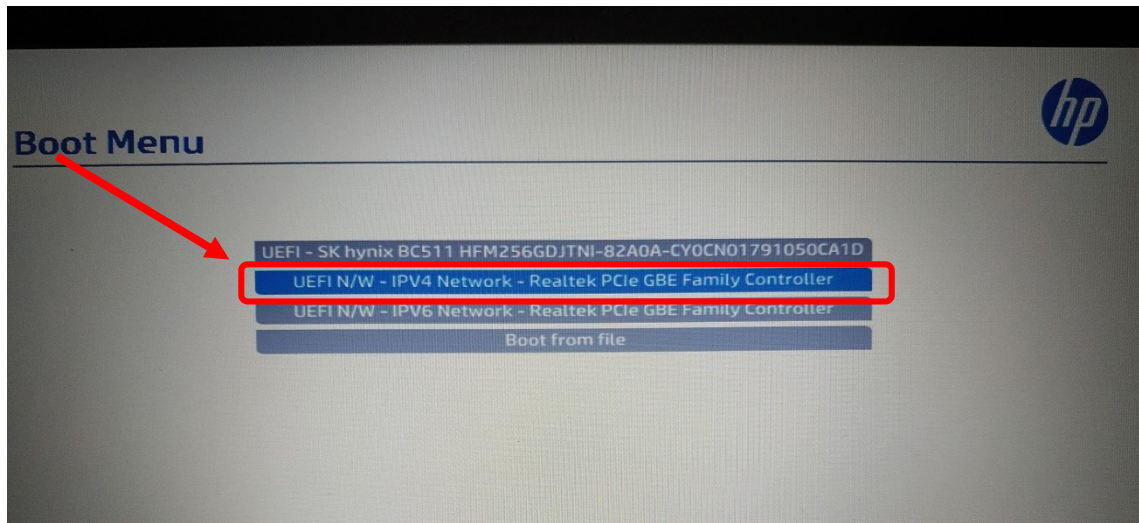 hp
Boot Menu
UEFI - SK hynix BC511 HFM256GDJTNI-82A0A-CY0CN01791050CA1D
UEFI N/W - IPV4 Network - Realtek PCIe GBE Family Controller
UEFI N/W - IPV6 Network - Realtek PCIe GBE Family Controller
Boot from file